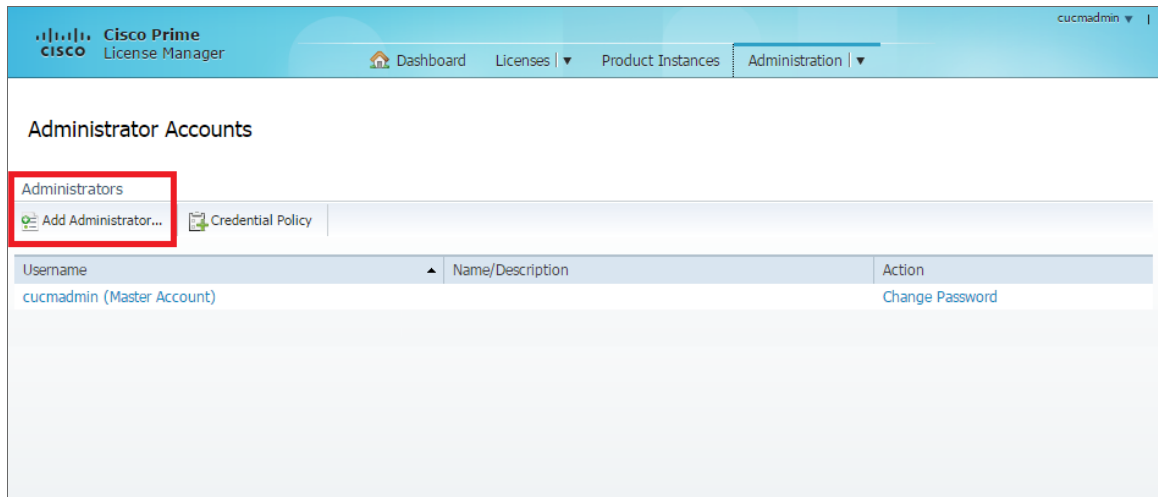 cucmadmin ▼ |
CISCO Cisco Prime
License Manager
Dashboard Licenses | ▼ Product Instances Administration | ▼
Administrator Accounts
Administrators
Add Administrator... Credential Policy
Username ▲ Name/Description Action
cucmadmin (Master Account) Change Password